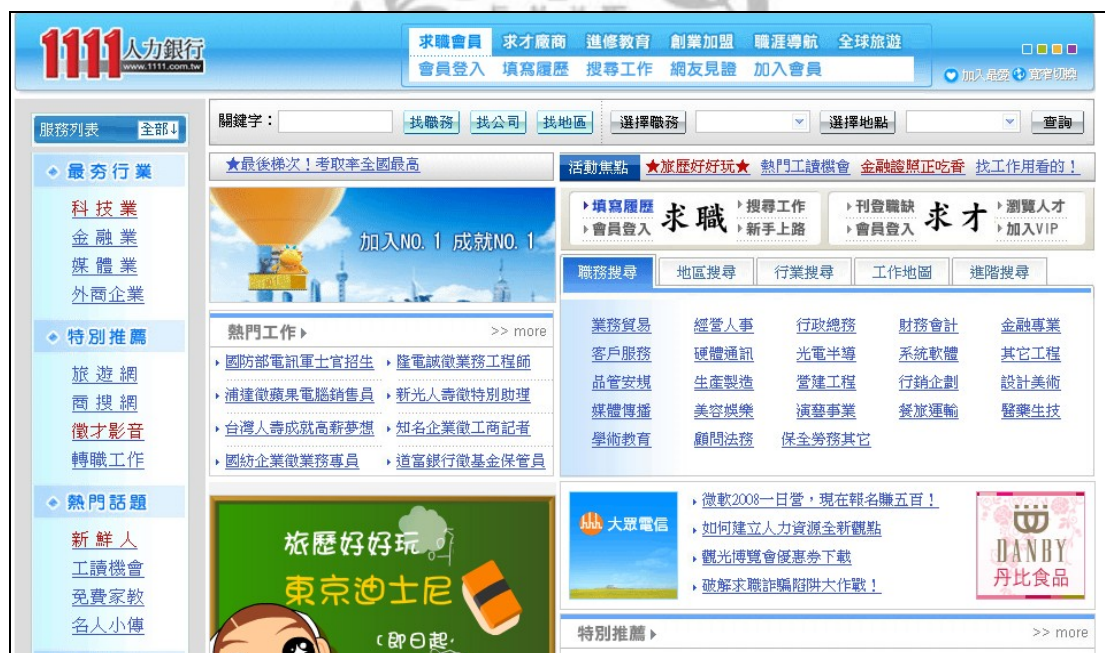 1111 人力銀行
www.1111.com.tw
求職會員 求才廠商 進修教育 創業加盟 職涯導航 全球旅遊
會員登入 填寫履歷 搜尋工作 網友見證 加入會員
加入最愛 寬窄切換
服務列表 全部↓
關鍵字： 找職務 找公司 找地區 選擇職務 選擇地點 查詢
◆ 最夯行業
科技業
金融業
媒體業
外商企業
◆ 特別推薦
旅遊網
商搜網
徵才影音
轉職工作
◆ 熱門話題
新鮮人
工讀機會
免費家教
名人小傳
★最後梯次！考取率全國最高
加入NO. 1 成就NO. 1
熱門工作 >> more
國防部電訊軍士官招生 隆電誠徵業務工程師
浦達徵蘋果電腦銷售員 新光人壽徵特別助理
台灣人壽成就高薪夢想 知名企業徵工商記者
國紡企業徵業務專員 道富銀行徵基金保管員
旅歷好好玩
東京迪士尼
(即日起,
活動焦點 ★旅歷好好玩★ 熱門工讀機會 金融證照正吃香 找工作用看的！
填寫履歷 求職 搜尋工作 刊登職缺 求才 瀏覽人才
會員登入 新手上路 會員登入 加入VIP
職務搜尋 地區搜尋 行業搜尋 工作地圖 進階搜尋
業務貿易 經營人事 行政總務 財務會計 金融專業
客戶服務 硬體通訊 光電半導 系統軟體 其它工程
品管安規 生產製造 營建工程 行銷企劃 設計美術
媒體傳播 美容娛樂 演藝事業 餐旅運輸 醫藥生技
學術教育 顧問法務 保全勞務其它
大眾電信
微軟2008一日營，現在報名賺五百！
如何建立人力資源全新觀點
觀光博覽會優惠券下載
破解求職詐騙陷阱大作戰！
DANBY
丹比食品
特別推薦 >> more